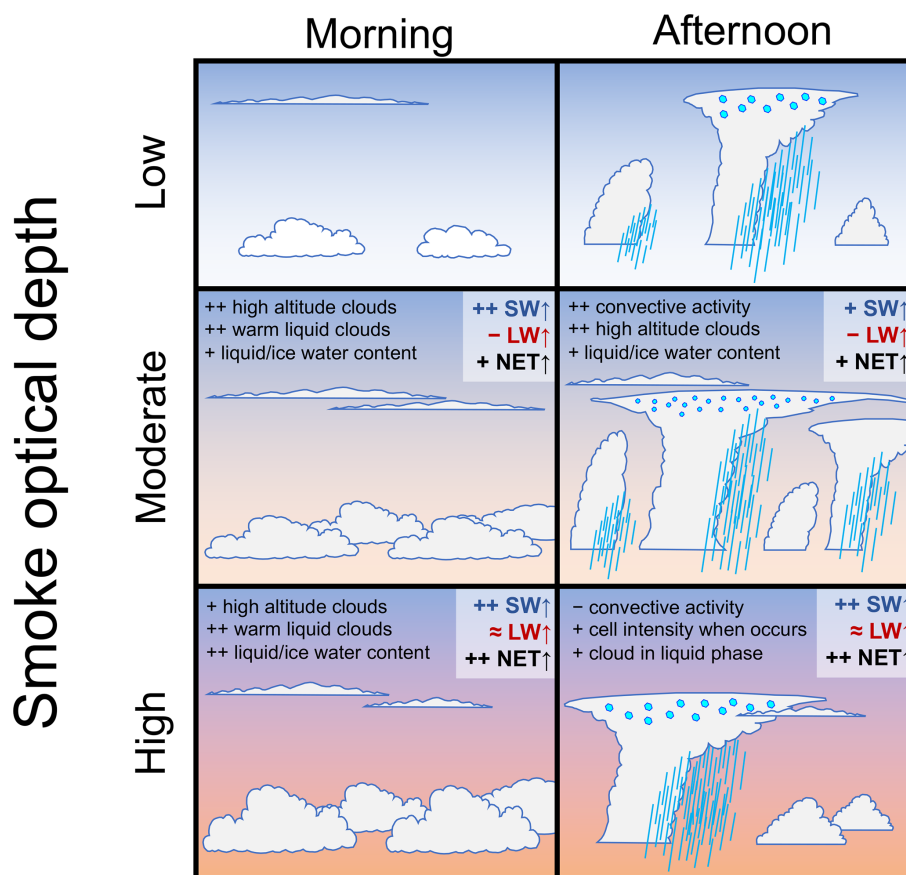 Morning
Afternoon
Smoke optical depth
Low
Moderate
++ high altitude clouds
++ warm liquid clouds
+ liquid/ice water content
++ SW↑
− LW↑
+ NET↑
++ convective activity
++ high altitude clouds
+ liquid/ice water content
+ SW↑
− LW↑
+ NET↑
High
+ high altitude clouds
++ warm liquid clouds
++ liquid/ice water content
++ SW↑
≈ LW↑
++ NET↑
− convective activity
+ cell intensity when occurs
+ cloud in liquid phase
++ SW↑
≈ LW↑
++ NET↑